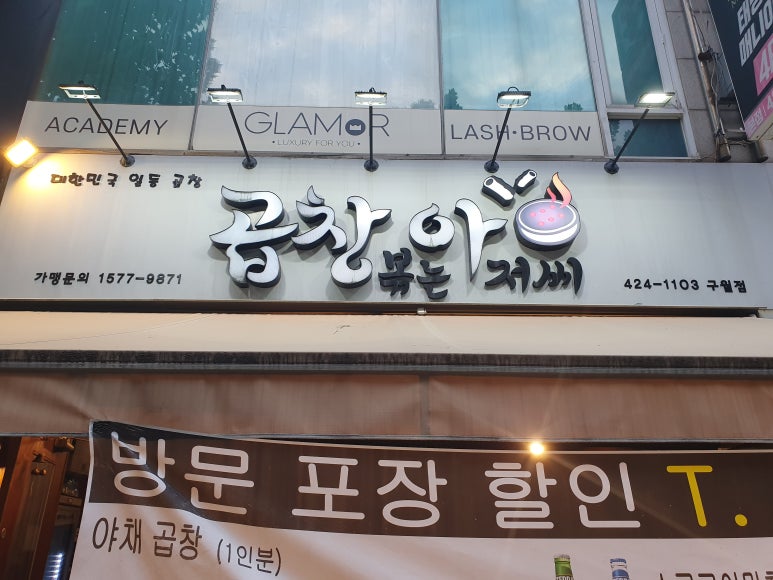 ACADEMY
GLAMOR
• LUXURY FOR YOU •
LASH•BROW
대한민국 일등 곱창
곱창 볶는 아저씨
가맹문의 1577-9871
424-1103 구월점
방문 포장 할인 T.
야채 곱창 (1인분)